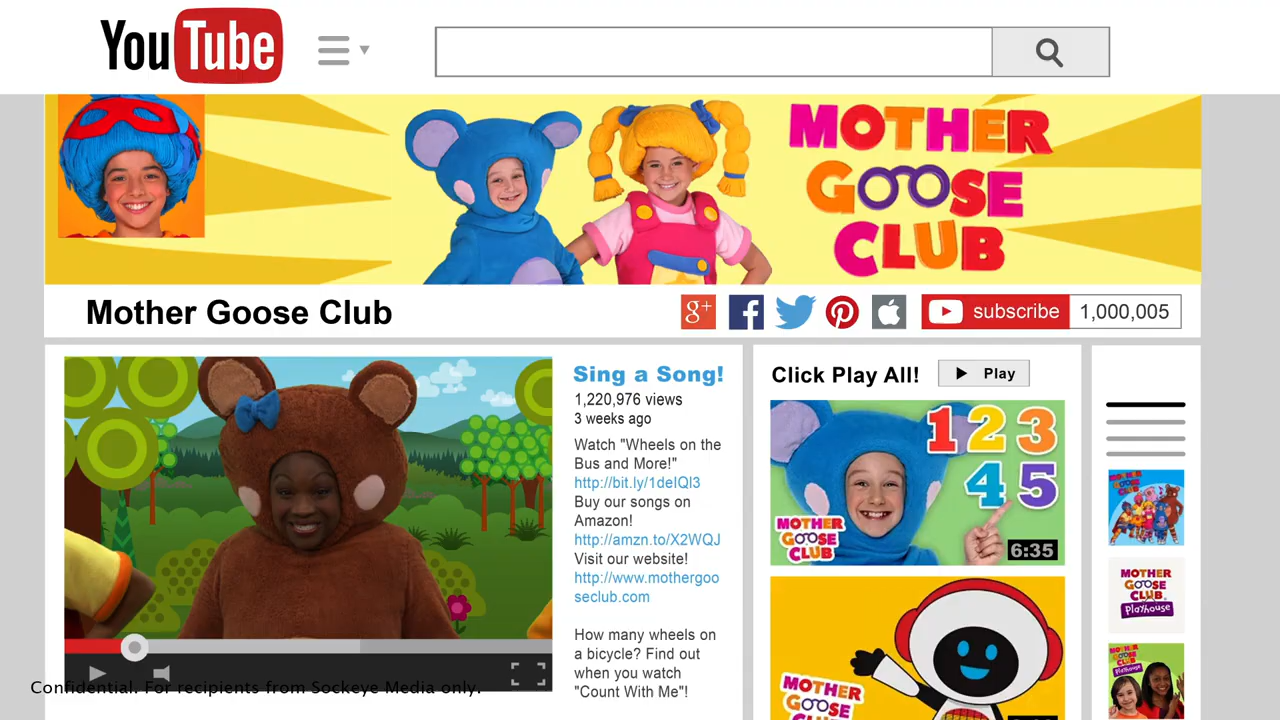 YouTube
MOTHER
GOOSE
CLUB
Mother Goose Club
g+
subscribe
1,000,005
Sing a Song!
1,220,976 views
3 weeks ago
Watch "Wheels on the
Bus and More!"
http://bit.ly/1deIQI3
Buy our songs on
Amazon!
http://amzn.to/X2WQJ
Visit our website!
http://www.mothergoo
seclub.com
How many wheels on
a bicycle? Find out
when you watch
"Count With Me"!
Confidential. For recipients from Sockeye Media only.
Click Play All!
Play
1 2 3
4 5
MOTHER
GOOSE
CLUB
6:35
MOTHER
GOOSE
MOTHER
GOOSE
MOTHER
GOOSE
CLUB
Playhouse
MOTHER
GOOSE
CLUB
Playhouse